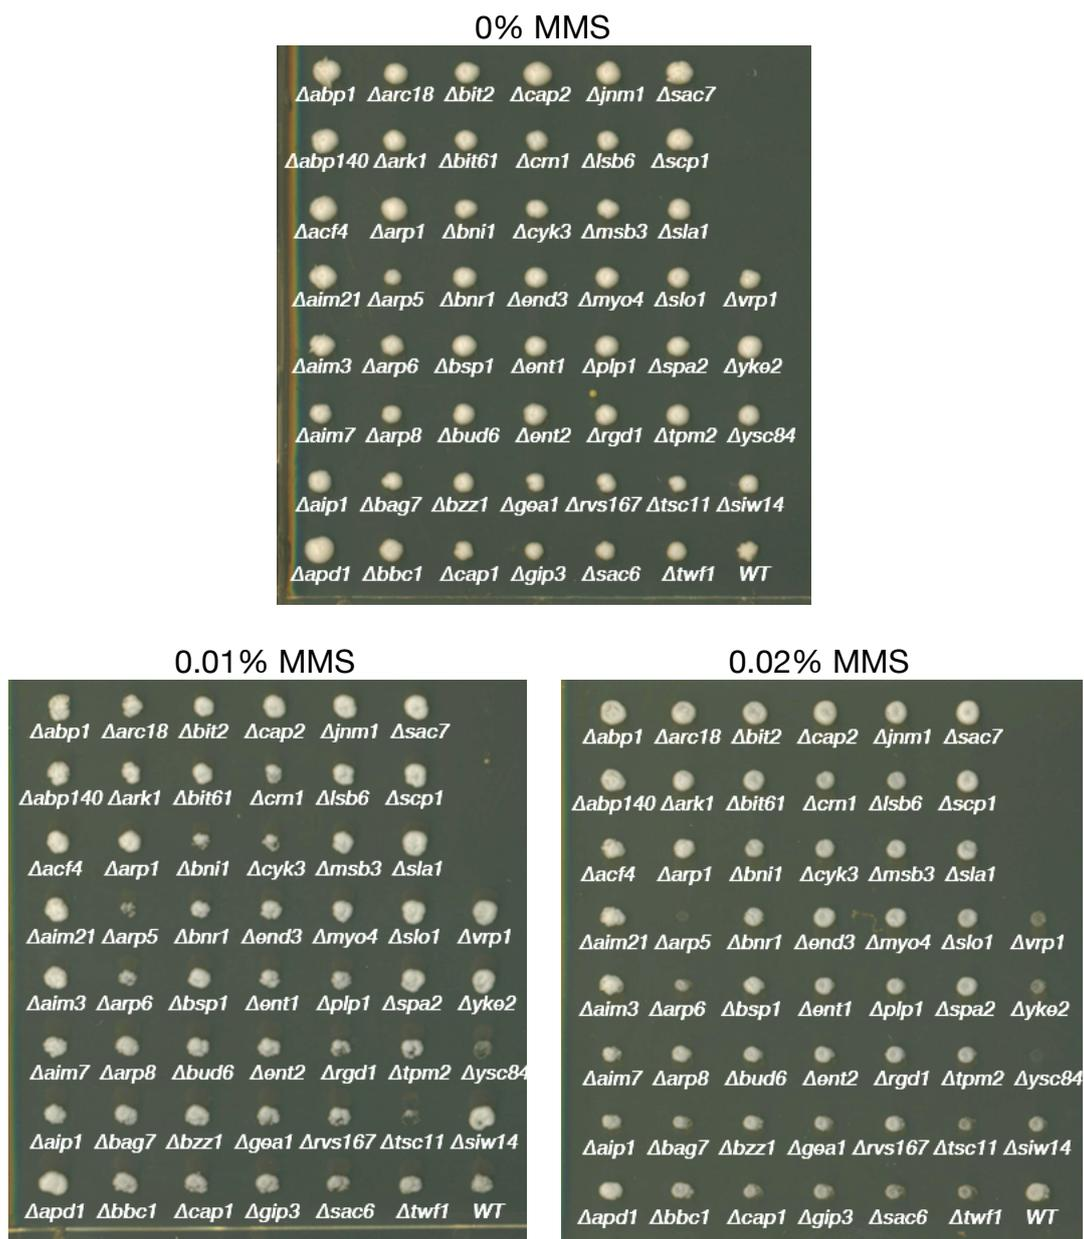 0% MMS
Δabp1 Δarc18 Δbit2 Δcap2 Δjnm1 Δsac7
Δabp140 Δark1 Δbit61 Δcrn1 Δlsb6 Δscp1
Δacf4 Δarp1 Δbni1 Δcyk3 Δmsb3 Δsla1
Δaim21 Δarp5 Δbnr1 Δend3 Δmyo4 Δslo1 Δvrp1
Δaim3 Δarp6 Δbsp1 Δent1 Δplp1 Δspa2 Δyke2
Δaim7 Δarp8 Δbud6 Δent2 Δrgd1 Δtpm2 Δysc84
Δaip1 Δbag7 Δbzz1 Δgea1 Δrvs167 Δtsc11 Δsiw14
Δapd1 Δbbc1 Δcap1 Δgip3 Δsac6 Δtwf1 WT
0.01% MMS
Δabp1 Δarc18 Δbit2 Δcap2 Δjnm1 Δsac7
Δabp140 Δark1 Δbit61 Δcrn1 Δlsb6 Δscp1
Δacf4 Δarp1 Δbni1 Δcyk3 Δmsb3 Δsla1
Δaim21 Δarp5 Δbnr1 Δend3 Δmyo4 Δslo1 Δvrp1
Δaim3 Δarp6 Δbsp1 Δent1 Δplp1 Δspa2 Δyke2
Δaim7 Δarp8 Δbud6 Δent2 Δrgd1 Δtpm2 Δysc84
Δaip1 Δbag7 Δbzz1 Δgea1 Δrvs167 Δtsc11 Δsiw14
Δapd1 Δbbc1 Δcap1 Δgip3 Δsac6 Δtwf1 WT
0.02% MMS
Δabp1 Δarc18 Δbit2 Δcap2 Δjnm1 Δsac7
Δabp140 Δark1 Δbit61 Δcrn1 Δlsb6 Δscp1
Δacf4 Δarp1 Δbni1 Δcyk3 Δmsb3 Δsla1
Δaim21 Δarp5 Δbnr1 Δend3 Δmyo4 Δslo1 Δvrp1
Δaim3 Δarp6 Δbsp1 Δent1 Δplp1 Δspa2 Δyke2
Δaim7 Δarp8 Δbud6 Δent2 Δrgd1 Δtpm2 Δysc84
Δaip1 Δbag7 Δbzz1 Δgea1 Δrvs167 Δtsc11 Δsiw14
Δapd1 Δbbc1 Δcap1 Δgip3 Δsac6 Δtwf1 WT